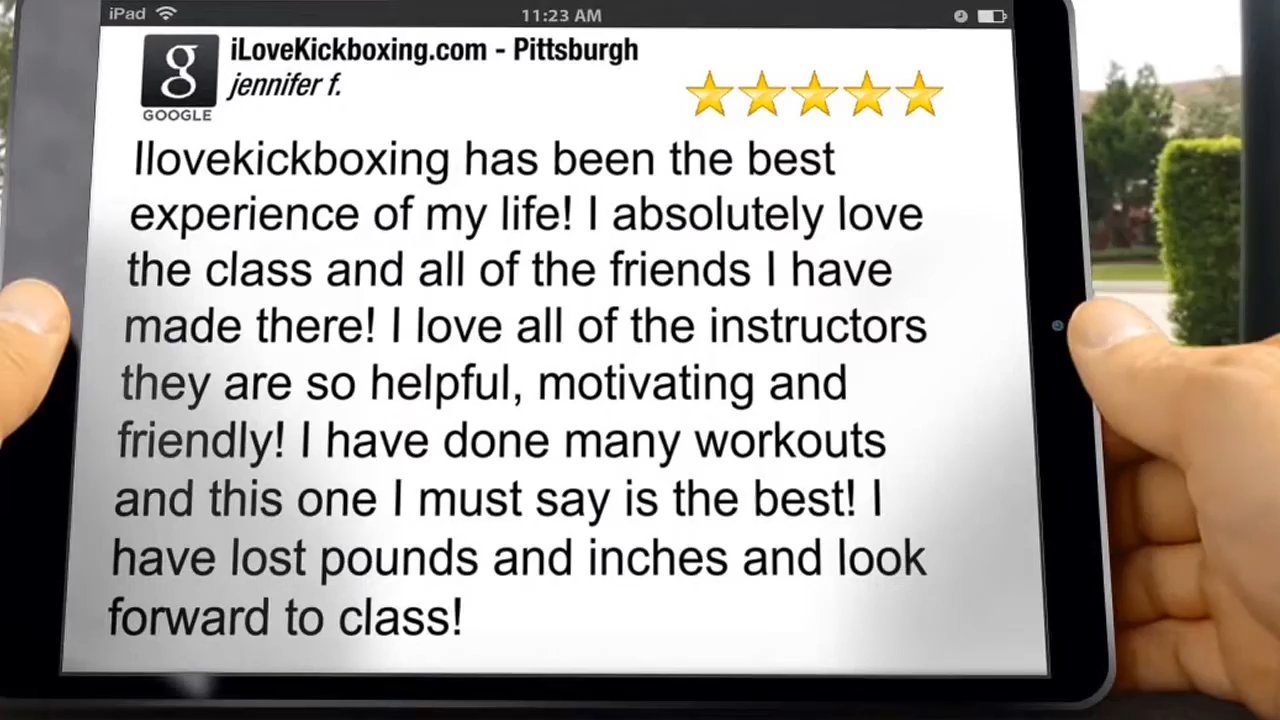 iPad 11:23 AM
iLoveKickboxing.com - Pittsburgh
jennifer f.
g
GOOGLE
Ilovekickboxing has been the best
experience of my life! I absolutely love
the class and all of the friends I have
made there! I love all of the instructors
they are so helpful, motivating and
friendly! I have done many workouts
and this one I must say is the best! I
have lost pounds and inches and look
forward to class!